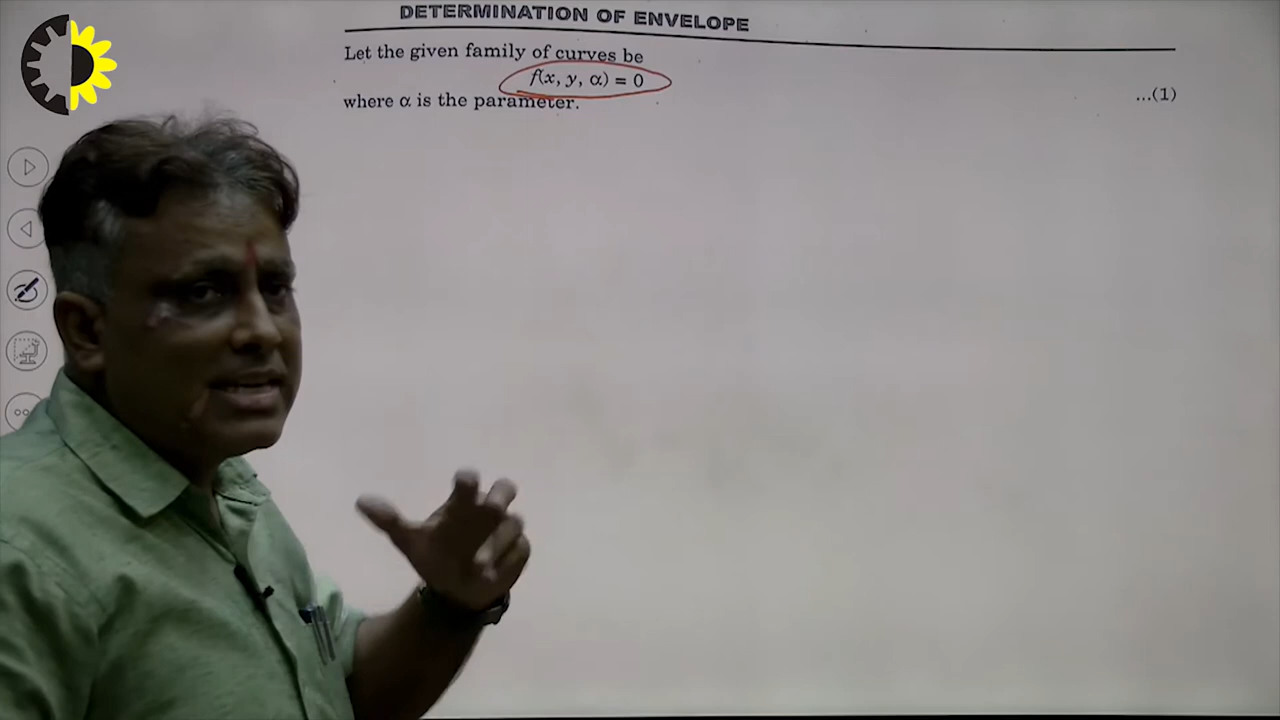 DETERMINATION OF ENVELOPE
Let the given family of curves be
f(x, y, α) = 0
...(1)
where α is the parameter.